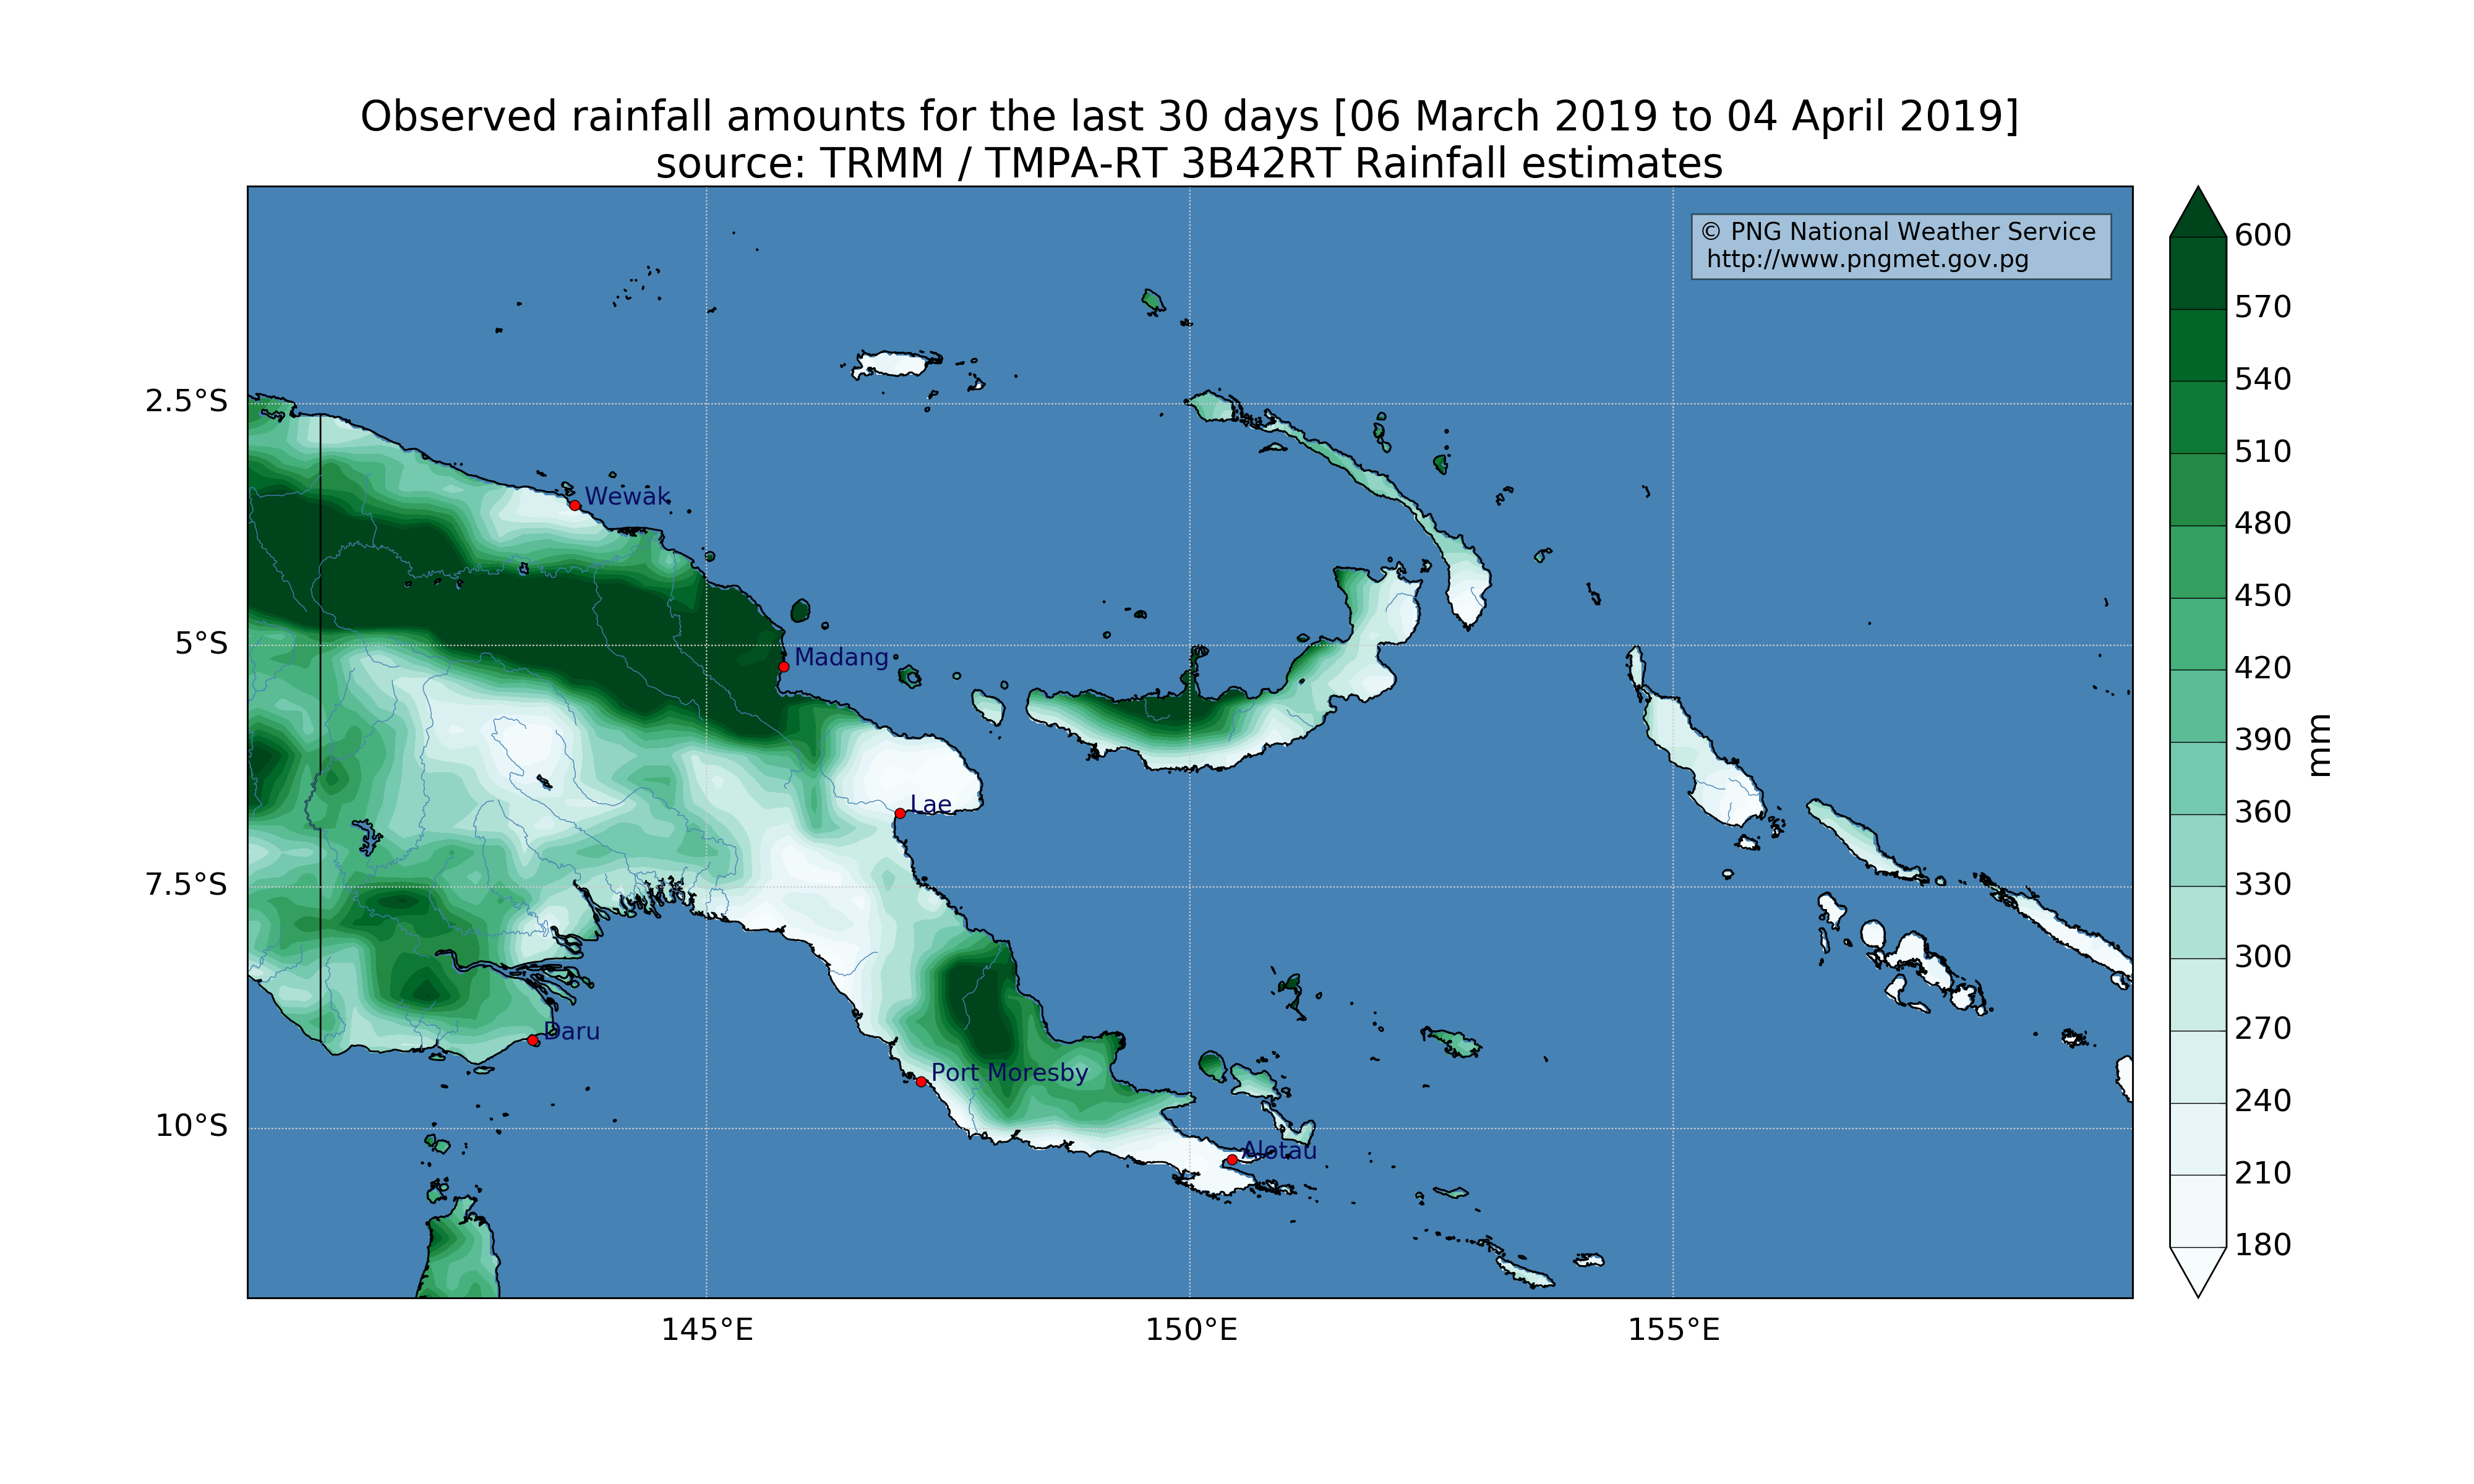 Observed rainfall amounts for the last 30 days [06 March 2019 to 04 April 2019]
source: TRMM / TMPA-RT 3B42RT Rainfall estimates
© PNG National Weather Service
http://www.pngmet.gov.pg
2.5°S
5°S
7.5°S
10°S
Wewak
Madang
Lae
Daru
Port Moresby
Alotau
145°E
150°E
155°E
600
570
540
510
480
450
420
390
360
330
300
270
240
210
180
mm